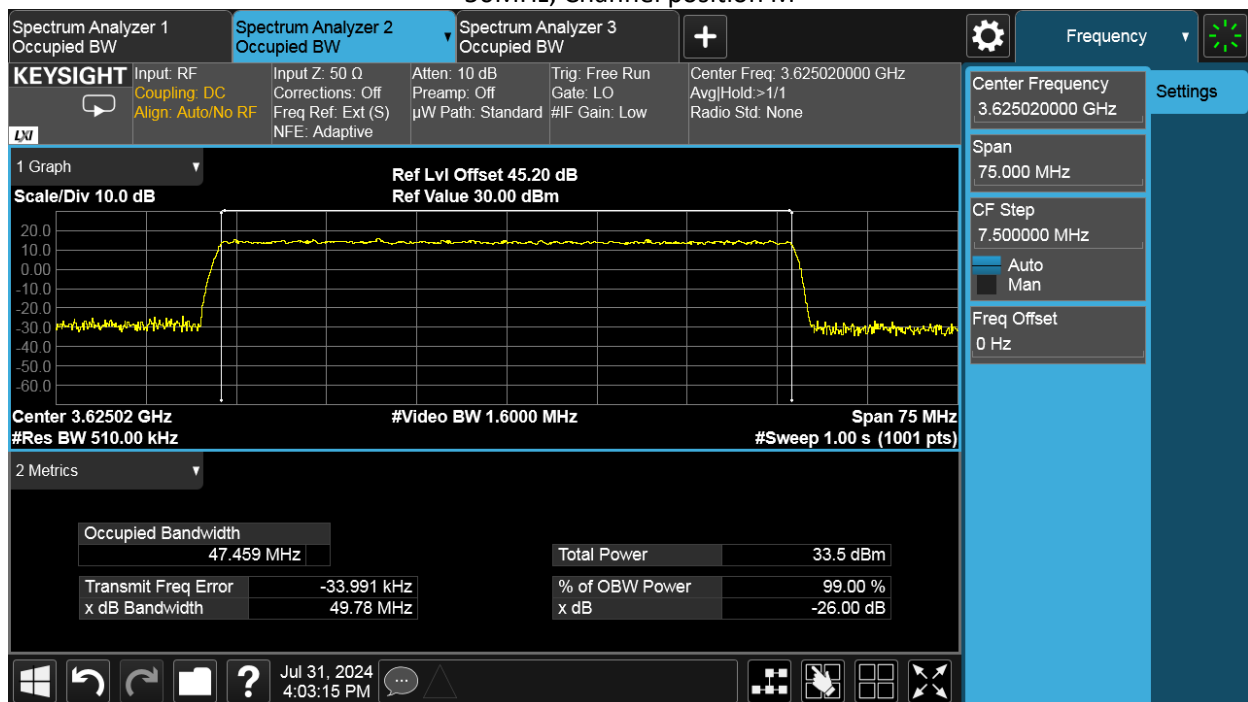 Spectrum Analyzer 1
Occupied BW
Spectrum Analyzer 2
Occupied BW
Spectrum Analyzer 3
Occupied BW
+
Frequency
KEYSIGHT
LXI
Input: RF
Coupling: DC
Align: Auto/No RF
Input Z: 50 Ω
Corrections: Off
Freq Ref: Ext (S)
NFE: Adaptive
Atten: 10 dB
Preamp: Off
µW Path: Standard
Trig: Free Run
Gate: LO
#IF Gain: Low
Center Freq: 3.625020000 GHz
Avg|Hold:>1/1
Radio Std: None
Center Frequency
3.625020000 GHz
Settings
Span
75.000 MHz
CF Step
7.500000 MHz
Auto
Man
Freq Offset
0 Hz
1 Graph
Scale/Div 10.0 dB
Ref Lvl Offset 45.20 dB
Ref Value 30.00 dBm
20.0
10.0
0.00
-10.0
-20.0
-30.0
-40.0
-50.0
-60.0
Center 3.62502 GHz
#Video BW 1.6000 MHz
Span 75 MHz
#Res BW 510.00 kHz
#Sweep 1.00 s (1001 pts)
2 Metrics
Occupied Bandwidth
47.459 MHz
Total Power 33.5 dBm
Transmit Freq Error -33.991 kHz
% of OBW Power 99.00 %
x dB Bandwidth 49.78 MHz
x dB -26.00 dB
?
Jul 31, 2024
4:03:15 PM